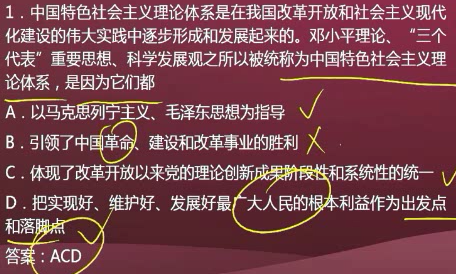 1．中国特色社会主义理论体系是在我国改革开放和社会主义现代
化建设的伟大实践中逐步形成和发展起来的。邓小平理论、“三个
代表”重要思想、科学发展观之所以被统称为中国特色社会主义理
论体系，是因为它们都
A．以马克思列宁主义、毛泽东思想为指导
B．引领了中国革命、建设和改革事业的胜利
C．体现了改革开放以来党的理论创新成果阶段性和系统性的统一
D．把实现好、维护好、发展好最广大人民的根本利益作为出发点
和落脚点
答案：ACD